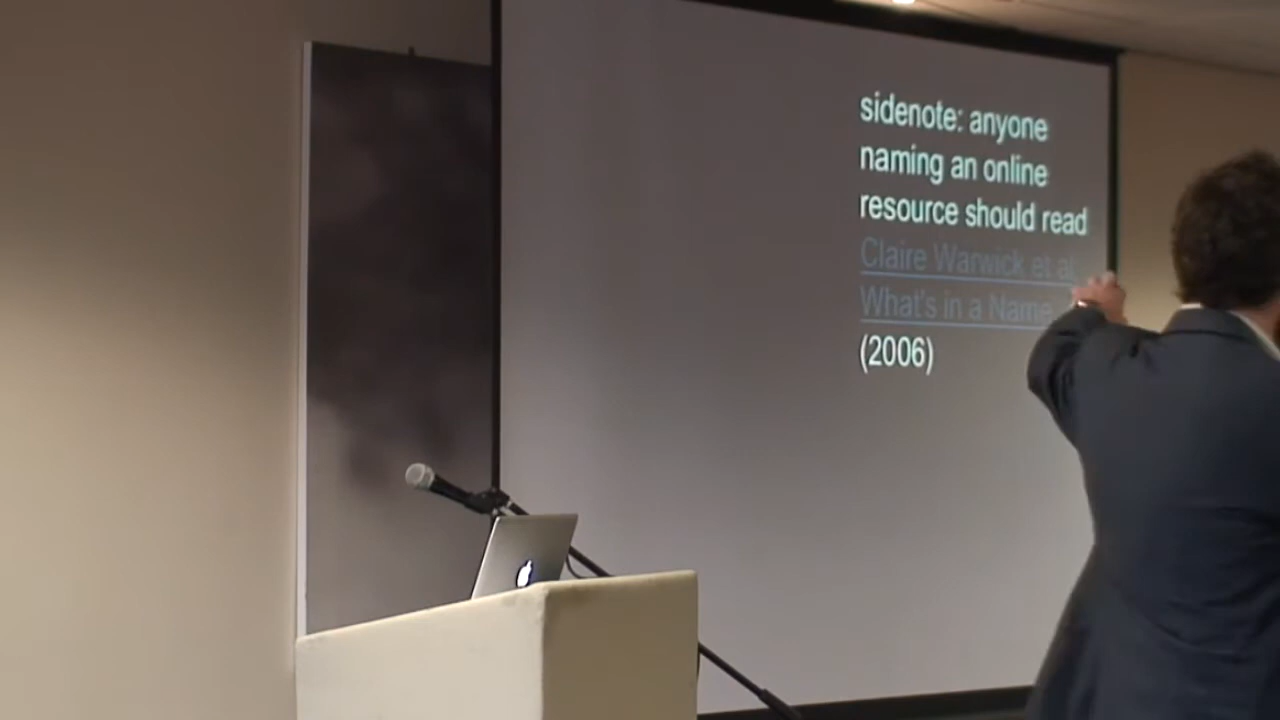 sidenote: anyone
naming an online
resource should read
Claire Warwick et al,
What's in a Name
(2006)